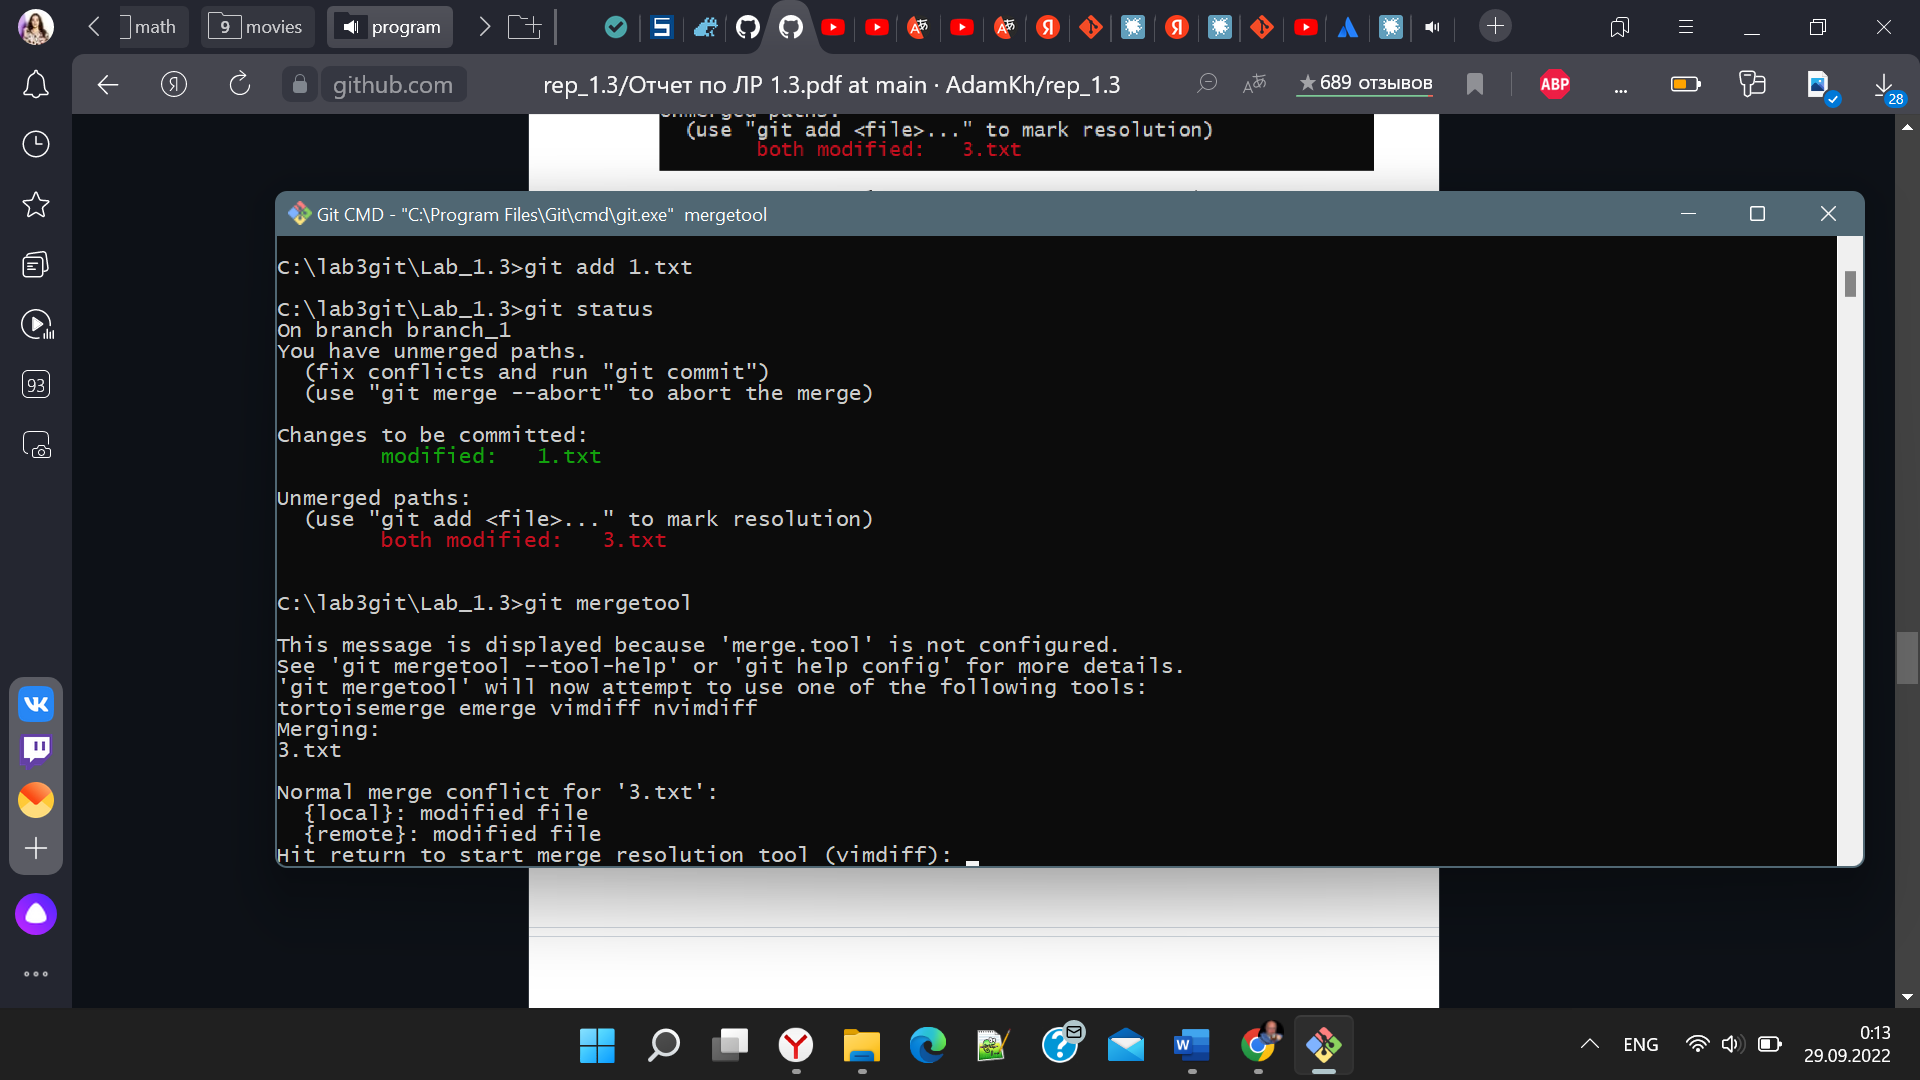 math
9 movies
program
github.com
rep_1.3/Отчет по ЛР 1.3.pdf at main · AdamKh/rep_1.3
★689 отзывов
ABP
...
28
(use "git add <file>..." to mark resolution)
both modified:   3.txt
Git CMD - "C:\Program Files\Git\cmd\git.exe"  mergetool
C:\lab3git\Lab_1.3>git add 1.txt
C:\lab3git\Lab_1.3>git status
On branch branch_1
You have unmerged paths.
  (fix conflicts and run "git commit")
  (use "git merge --abort" to abort the merge)
Changes to be committed:
        modified:   1.txt
Unmerged paths:
  (use "git add <file>..." to mark resolution)
        both modified:   3.txt
C:\lab3git\Lab_1.3>git mergetool
This message is displayed because 'merge.tool' is not configured.
See 'git mergetool --tool-help' or 'git help config' for more details.
'git mergetool' will now attempt to use one of the following tools:
tortoisemerge emerge vimdiff nvimdiff
Merging:
3.txt
Normal merge conflict for '3.txt':
  {local}: modified file
  {remote}: modified file
Hit return to start merge resolution tool (vimdiff):
93
ENG
0:13
29.09.2022